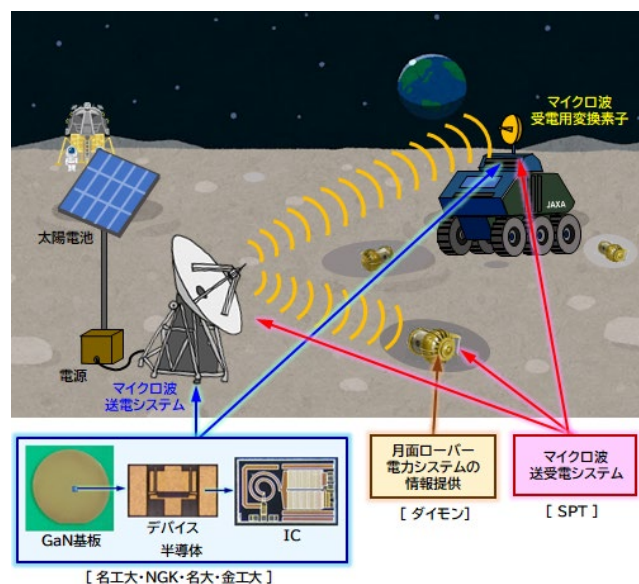 マイクロ波
受電用変換素子
JAXA
太陽電池
電源
マイクロ波
送電システム
GaN基板
デバイス
半導体
IC
[ 名工大・NGK・名大・金工大 ]
月面ローバー
電力システムの
情報提供
[ ダイモン]
マイクロ波
送受電システム
[ SPT ]